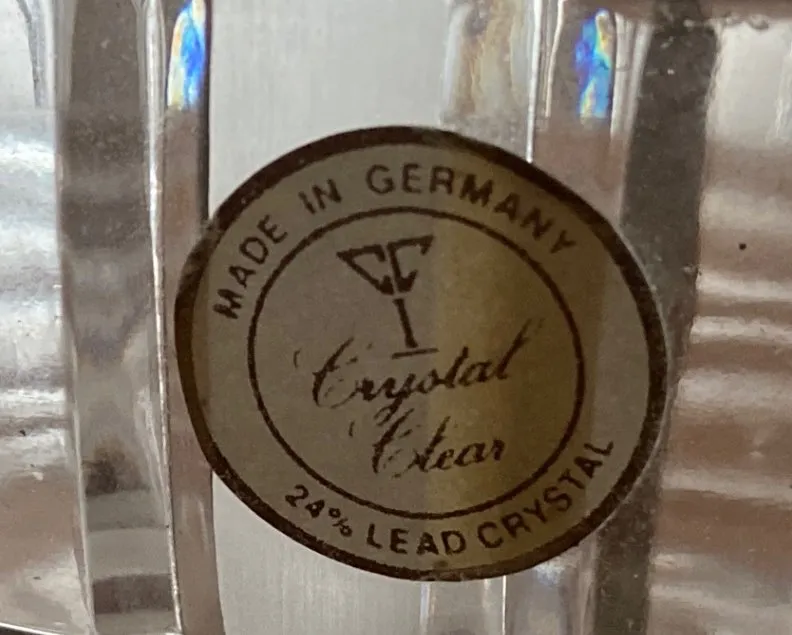 MADE IN GERMANY
CC
Crystal
Clear
24% LEAD CRYSTAL